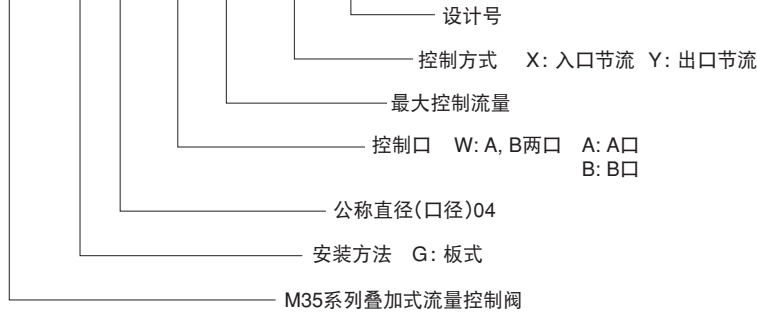 设计号
控制方式 X: 入口节流 Y: 出口节流
最大控制流量
控制口 W: A, B两口 A: A口
B: B口
公称直径(口径)04
安装方法 G: 板式
M35系列叠加式流量控制阀